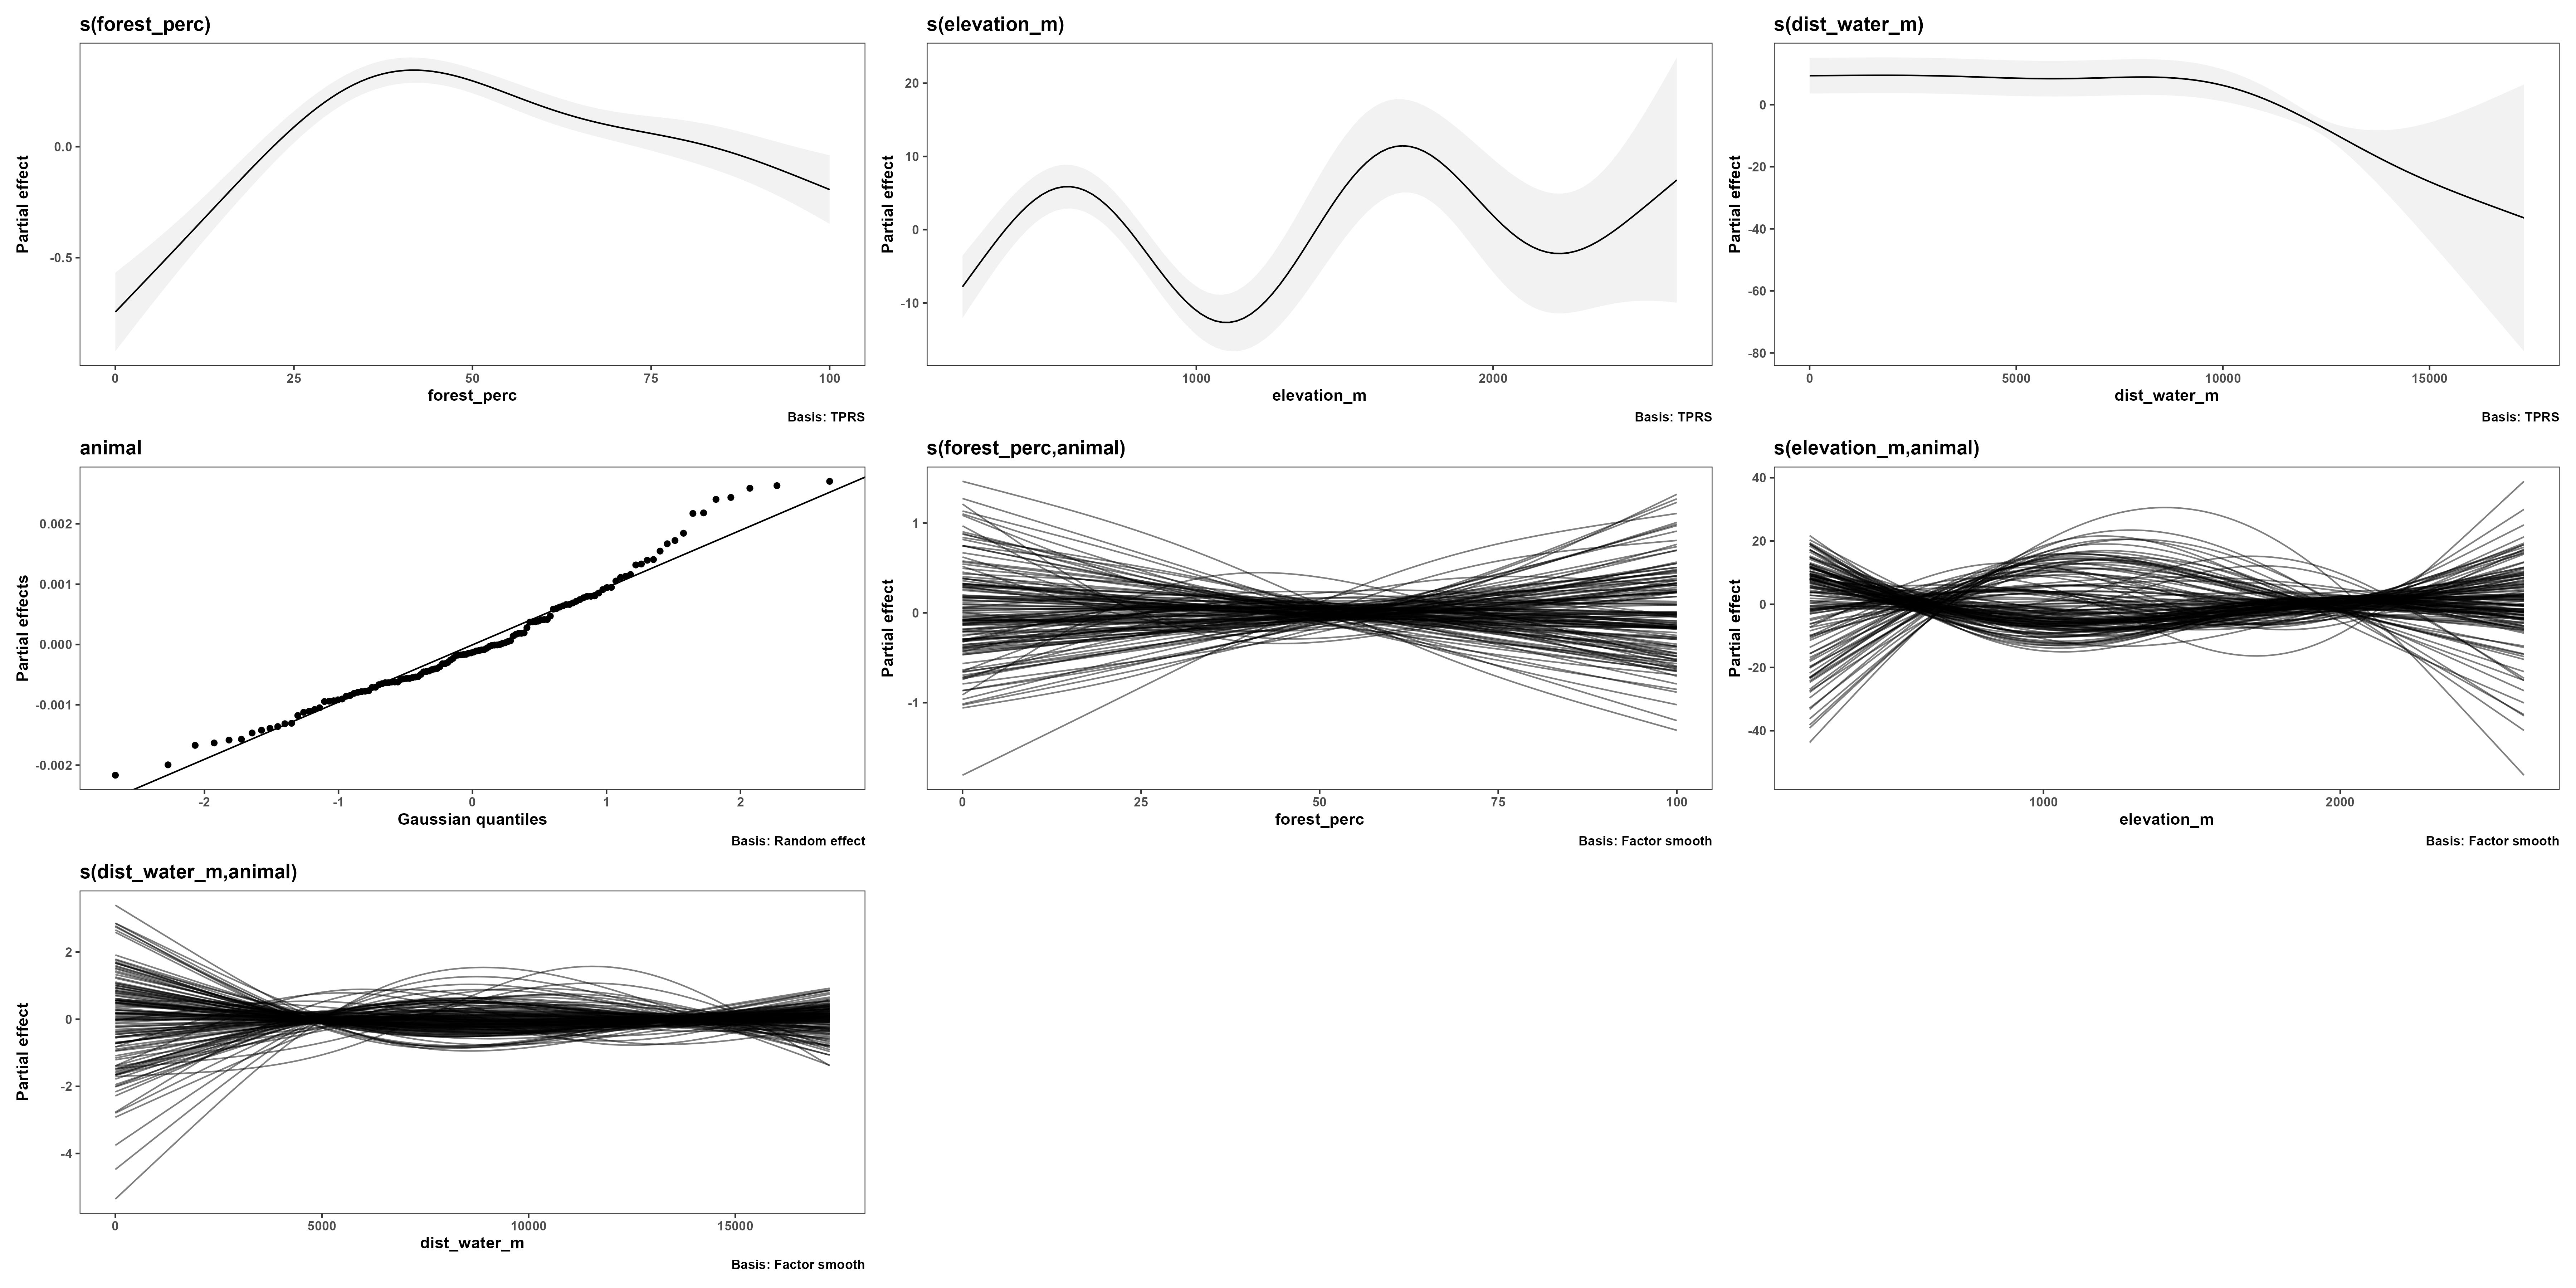 s(forest_perc)
Partial effect
0.0
-0.5
0
25
50
75
100
forest_perc
Basis: TPRS
s(elevation_m)
Partial effect
20
10
0
-10
1000
2000
elevation_m
Basis: TPRS
s(dist_water_m)
Partial effect
0
-20
-40
-60
-80
0
5000
10000
15000
dist_water_m
Basis: TPRS
animal
Partial effects
0.002
0.001
0.000
-0.001
-0.002
-2
-1
0
1
2
Gaussian quantiles
Basis: Random effect
s(forest_perc,animal)
Partial effect
1
0
-1
0
25
50
75
100
forest_perc
Basis: Factor smooth
s(elevation_m,animal)
Partial effect
40
20
0
-20
-40
1000
2000
elevation_m
Basis: Factor smooth
s(dist_water_m,animal)
Partial effect
2
0
-2
-4
0
5000
10000
15000
dist_water_m
Basis: Factor smooth